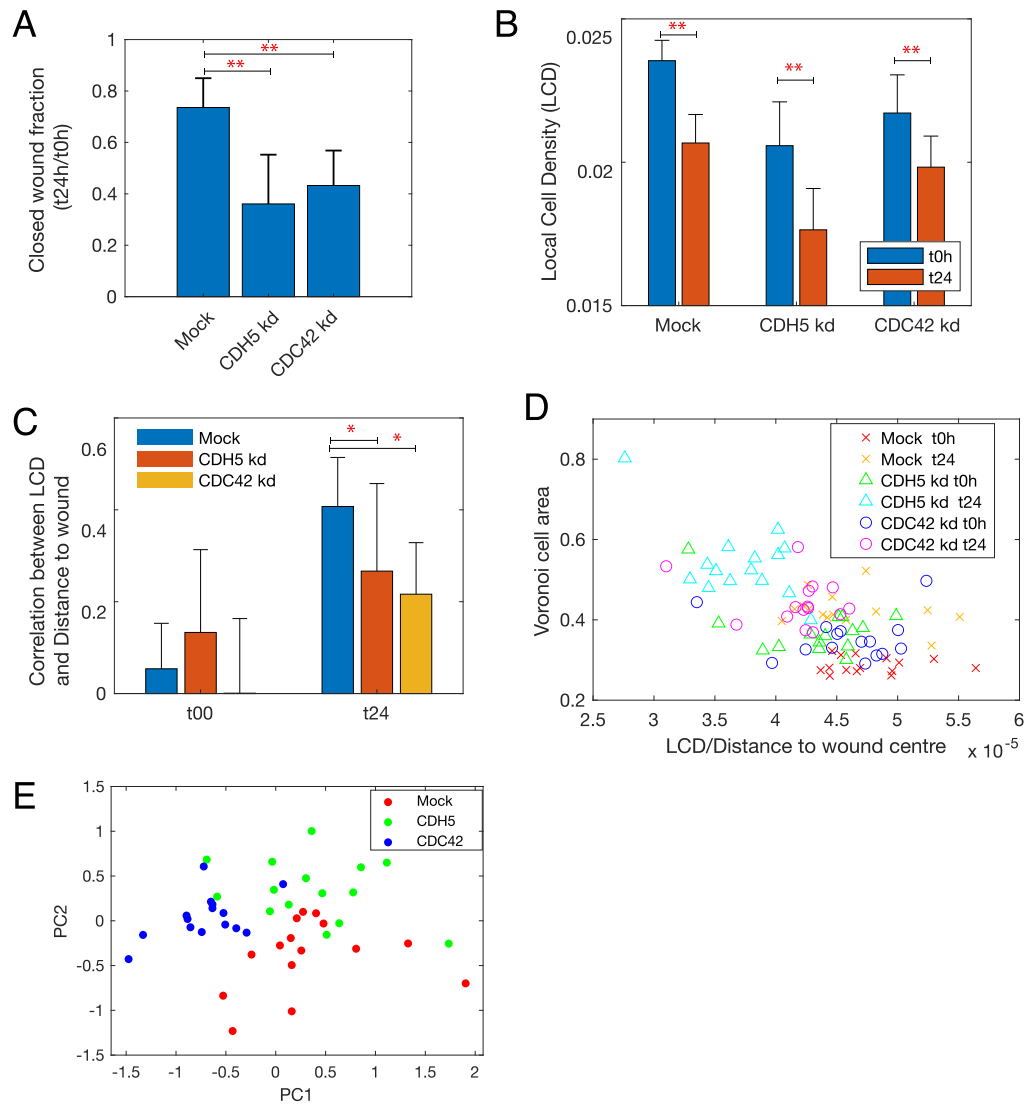 A
Closed wound fraction
(t24h/t0h)
1
0.8
0.6
0.4
0.2
0
**
**
Mock
CDH5 kd
CDC42 kd
B
Local Cell Density (LCD)
0.025
0.02
0.015
**
**
**
t0h
t24
Mock
CDH5 kd
CDC42 kd
C
Correlation between LCD
and Distance to wound
0.6
0.4
0.2
0
Mock
CDH5 kd
CDC42 kd
*
*
t00
t24
D
Voronoi cell area
0.8
0.6
0.4
0.2
Mock t0h
Mock t24
CDH5 kd t0h
CDH5 kd t24
CDC42 kd t0h
CDC42 kd t24
2.5
3
3.5
4
4.5
5
5.5
6
LCD/Distance to wound centre
x 10-5
E
PC2
1.5
1
0.5
0
-0.5
-1
-1.5
Mock
CDH5
CDC42
-1.5
-1
-0.5
0
0.5
1
1.5
2
PC1